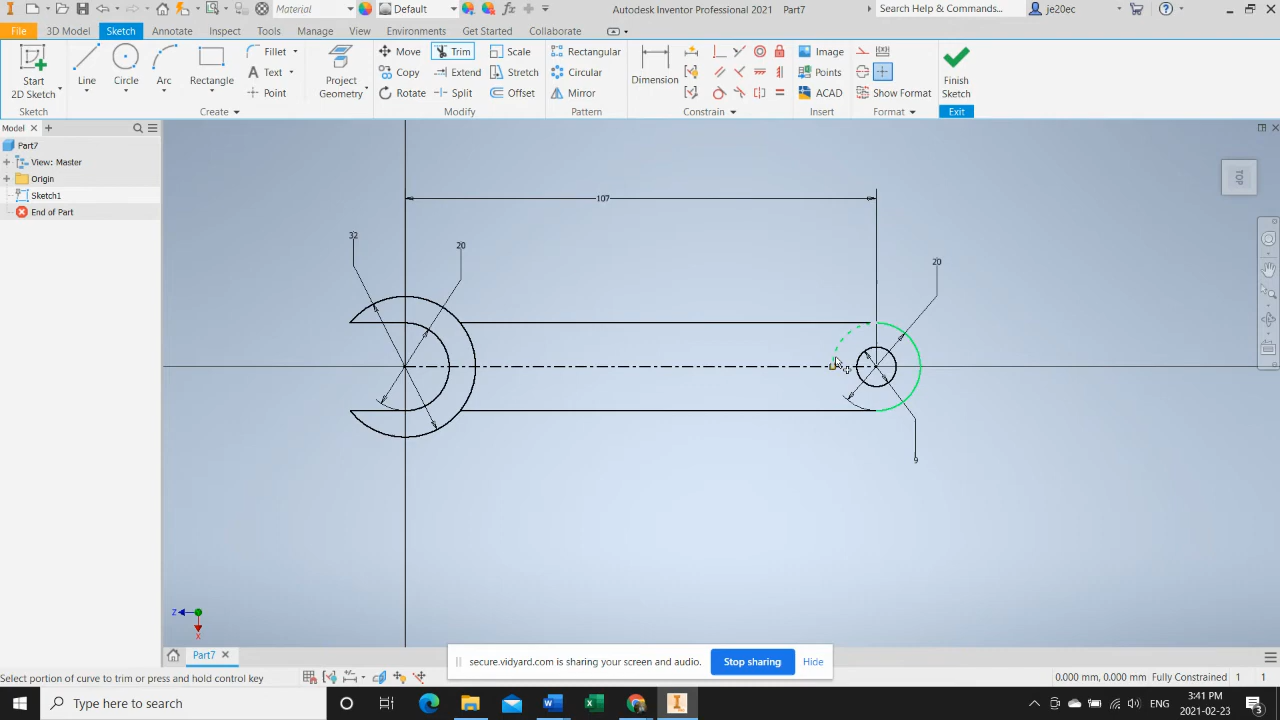 Material
Default
Autodesk Inventor Professional 2021 Part7
Search Help & Commands...
je20ec
File
3D Model
Sketch
Annotate
Inspect
Tools
Manage
View
Environments
Get Started
Collaborate
Start
2D Sketch
Line
Circle
Arc
Rectangle
Fillet
Text
Point
Project
Geometry
Move
Copy
Rotate
Trim
Extend
Split
Scale
Stretch
Offset
Rectangular
Circular
Mirror
Dimension
Image
Points
ACAD
Show Format
Finish
Sketch
Sketch
Create
Modify
Pattern
Constrain
Insert
Format
Exit
Model
Part7
View: Master
Origin
Sketch1
End of Part
TOP
107
32
20
20
9
Z
X
Part7
secure.vidyard.com is sharing your screen and audio.
Stop sharing
Hide
Select portion of curve to trim or press and hold control key
0.000 mm, 0.000 mm
Fully Constrained
1
1
Type here to search
ENG
3:41 PM
2021-02-23
3